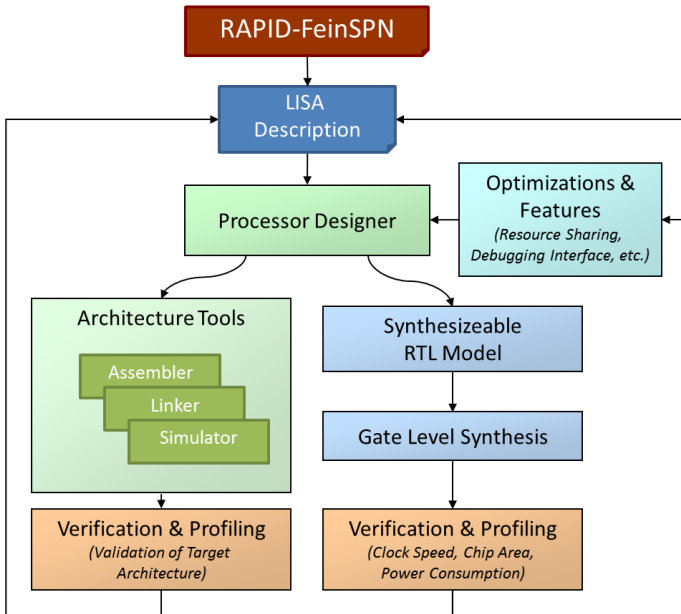 RAPID-FeinSPN
LISA
Description
Processor Designer
Optimizations &
Features
(Resource Sharing,
Debugging Interface, etc.)
Architecture Tools
Assembler
Linker
Simulator
Synthesizeable
RTL Model
Gate Level Synthesis
Verification & Profiling
(Validation of Target
Architecture)
Verification & Profiling
(Clock Speed, Chip Area,
Power Consumption)